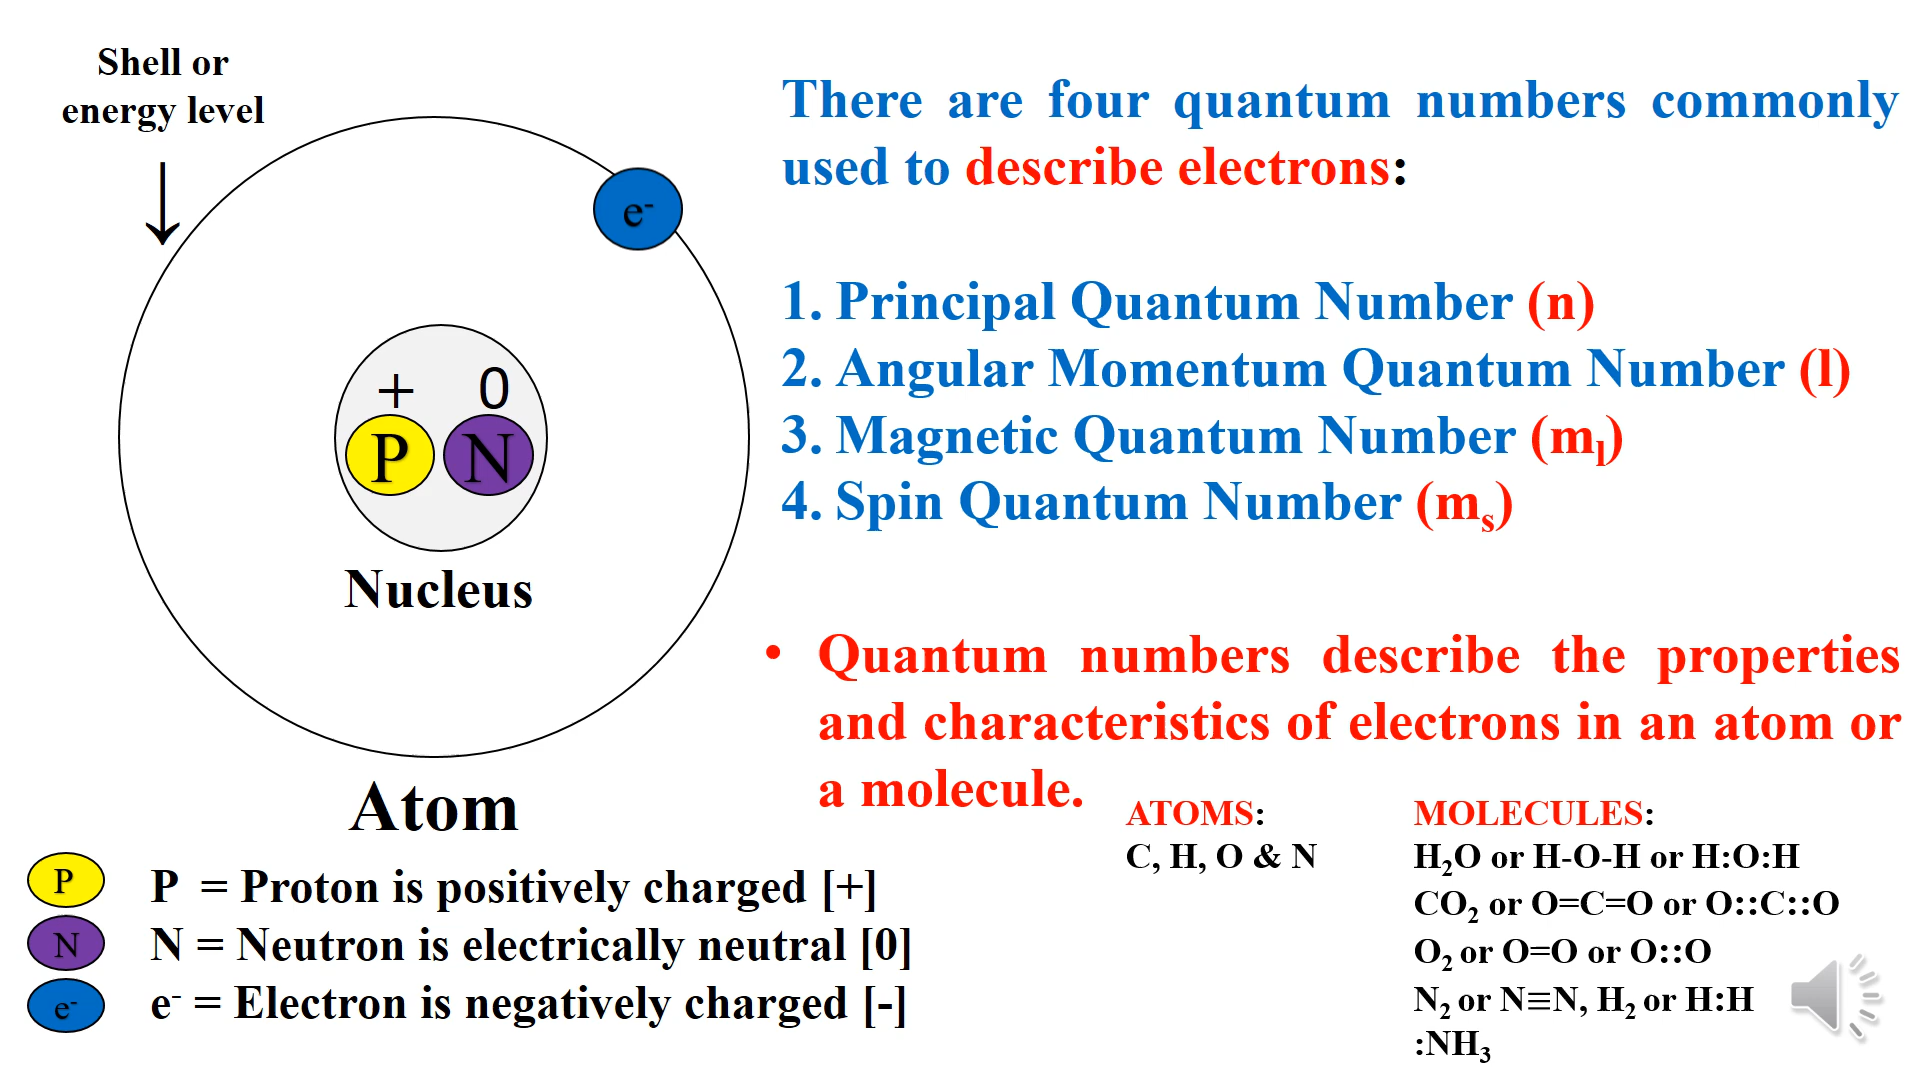 Shell or
energy level
e⁻
+ 0
P N
Nucleus
Atom
P P = Proton is positively charged [+]
N N = Neutron is electrically neutral [0]
e⁻ e⁻ = Electron is negatively charged [-]
There are four quantum numbers commonly
used to describe electrons:
1. Principal Quantum Number (n)
2. Angular Momentum Quantum Number (l)
3. Magnetic Quantum Number (mₗ)
4. Spin Quantum Number (mₛ)
• Quantum numbers describe the properties
and characteristics of electrons in an atom or
a molecule.
ATOMS:
C, H, O & N
MOLECULES:
H₂O or H-O-H or H:O:H
CO₂ or O=C=O or O::C::O
O₂ or O=O or O::O
N₂ or N≡N, H₂ or H:H
:NH₃